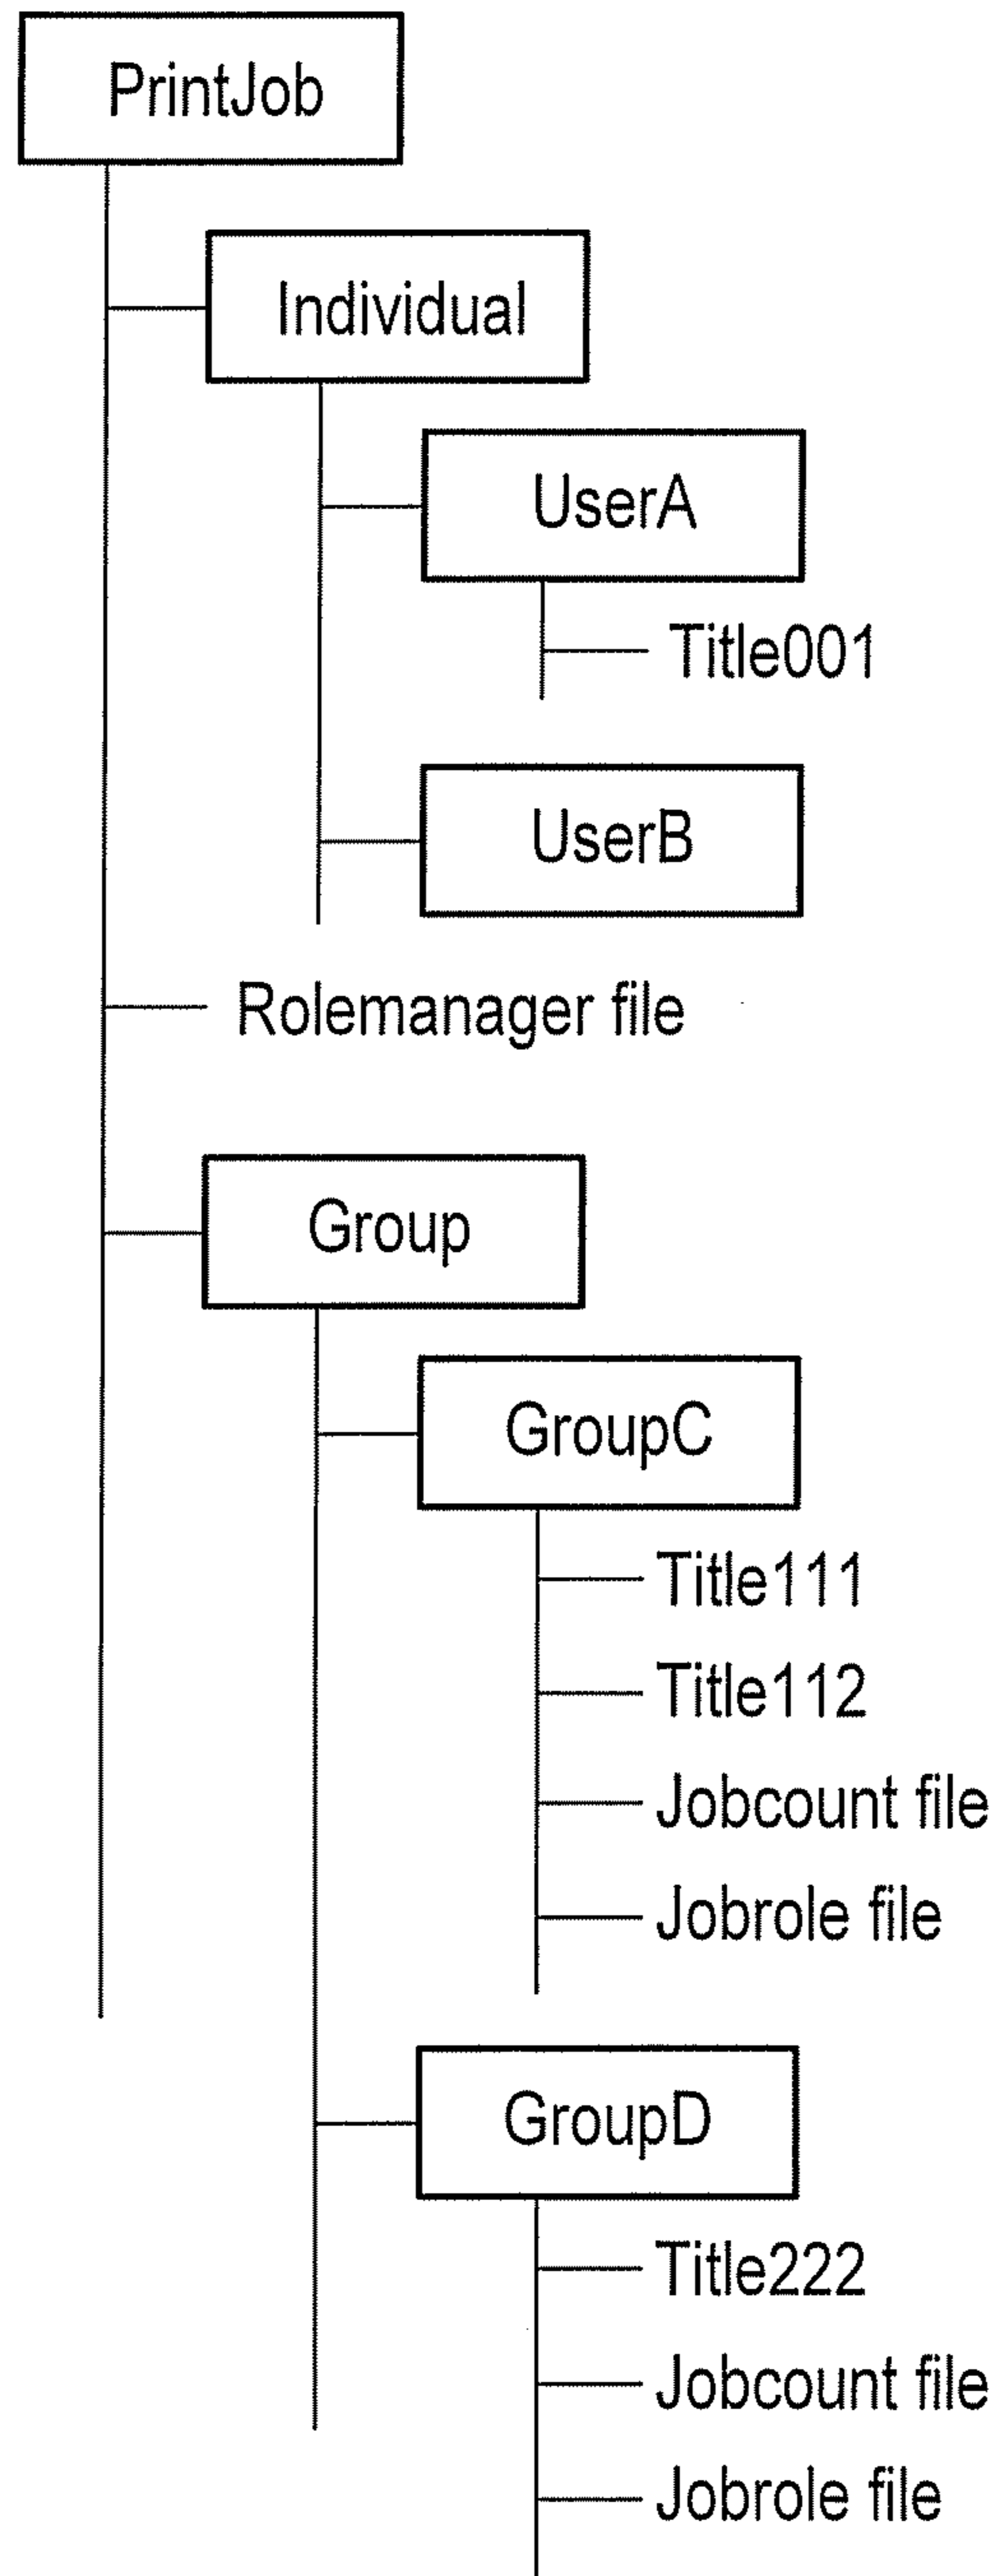 PrintJob
Individual
UserA
Title001
UserB
Rolemanager file
Group
GroupC
Title111
Title112
Jobcount file
Jobrole file
GroupD
Title222
Jobcount file
Jobrole file